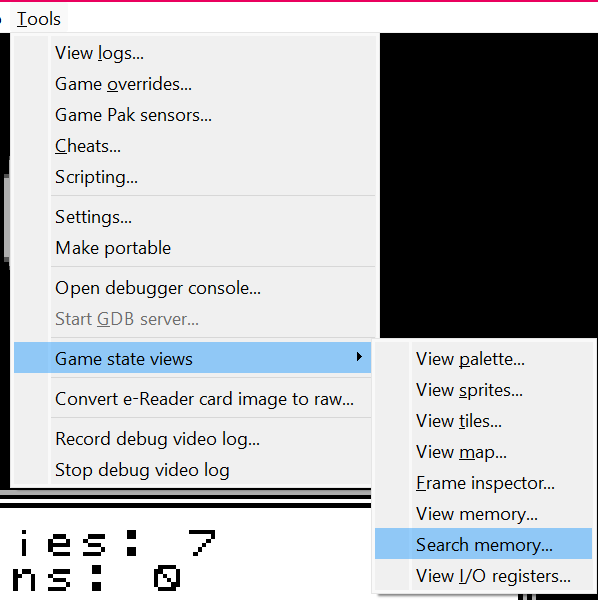 Tools
View logs...
Game overrides...
Game Pak sensors...
Cheats...
Scripting...
Settings...
Make portable
Open debugger console...
Start GDB server...
Game state views
Convert e-Reader card image to raw...
Record debug video log...
Stop debug video log
View palette...
View sprites...
View tiles...
View map...
Frame inspector...
View memory...
Search memory...
View I/O registers...
ies: 7
ns: 0